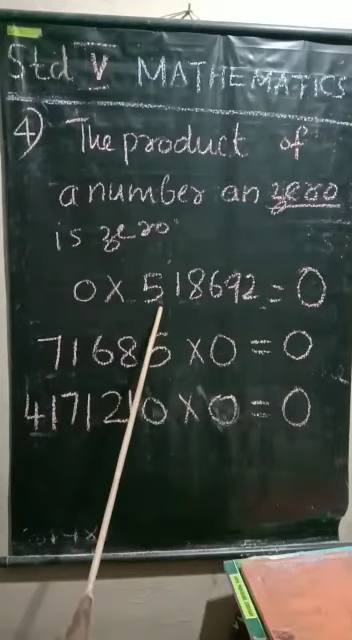 Std V MATHEMATICS
4) The product of
a number an zero
is zero
0 X 518692 = 0
71685 X 0 = 0
4171210 X 0 = 0